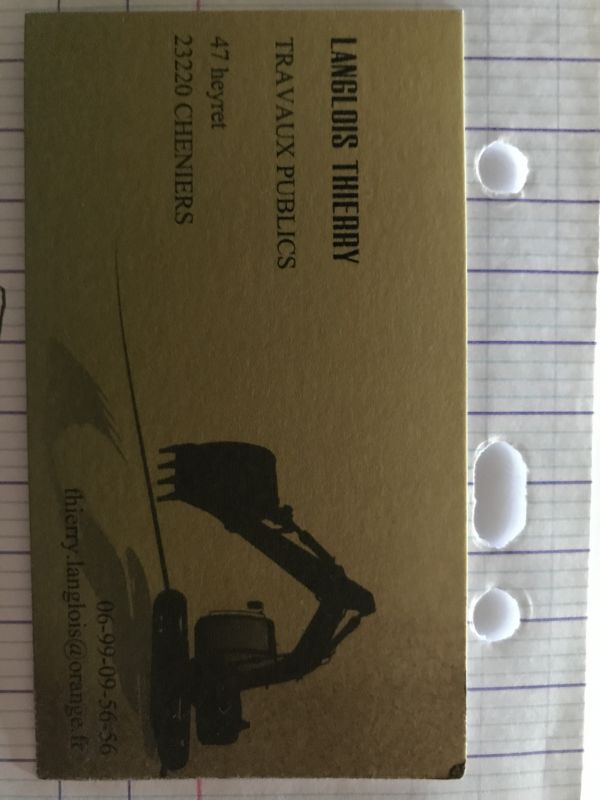 LANGLOIS THIERRY
TRAVAUX PUBLICS
47 heyret
23220 CHENIERS
06-99-09-56-56
thierry.langlois@orange.fr